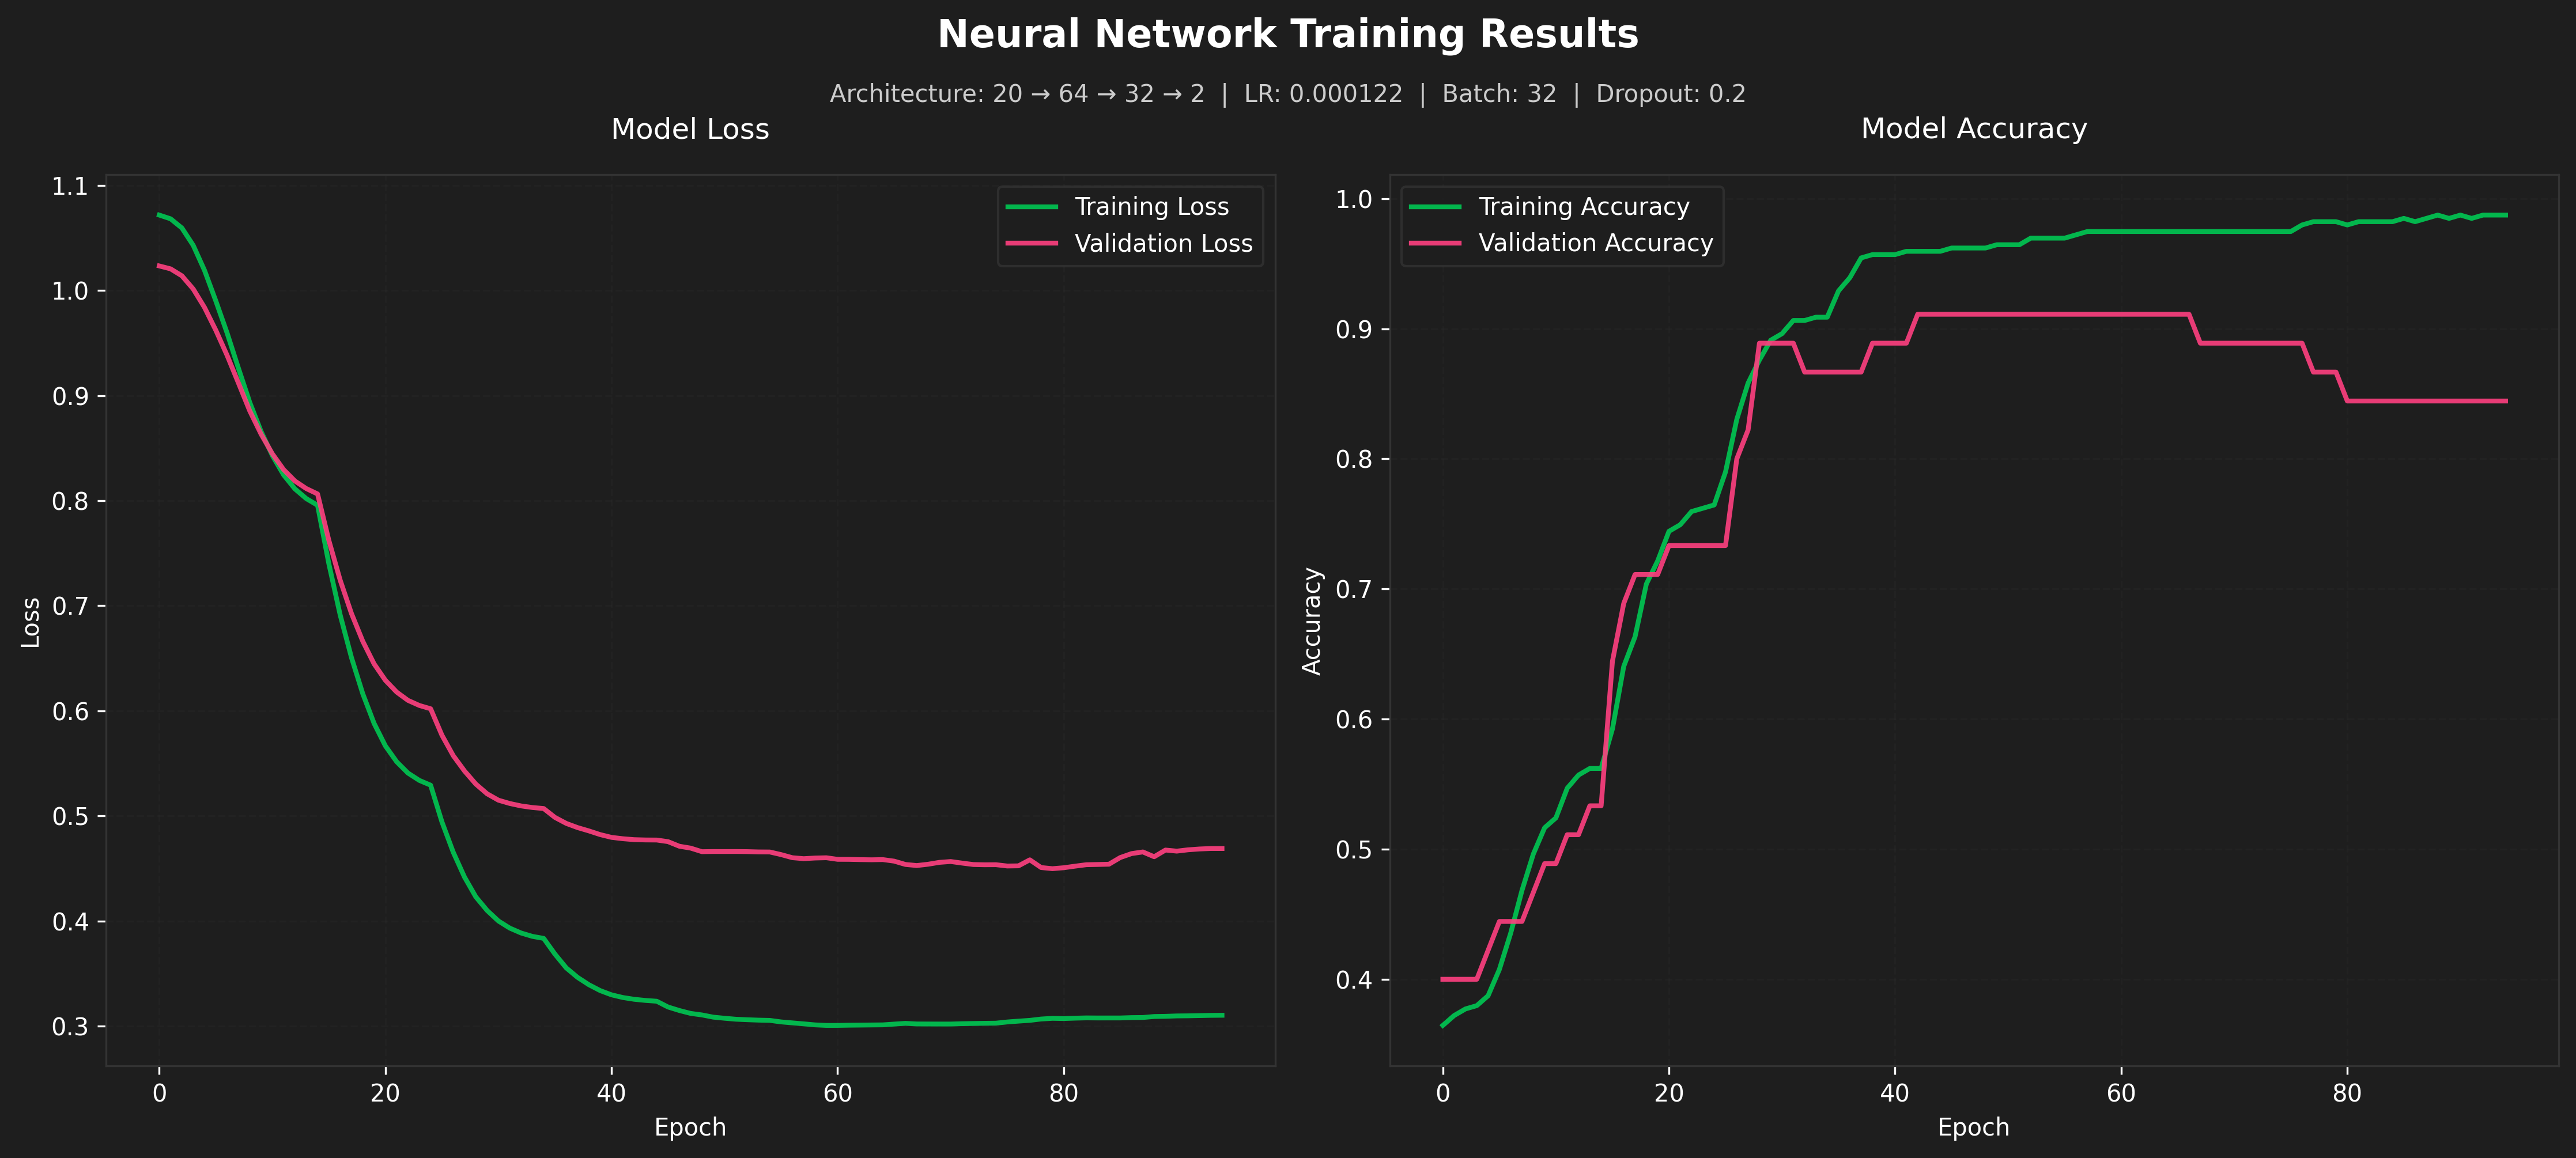 Neural Network Training Results
Architecture: 20 → 64 → 32 → 2 | LR: 0.000122 | Batch: 32 | Dropout: 0.2
Model Loss
1.1
1.0
0.9
0.8
0.7
0.6
0.5
0.4
0.3
Loss
Training Loss
Validation Loss
0 20 40 60 80
Epoch
Model Accuracy
1.0
0.9
0.8
0.7
0.6
0.5
0.4
Accuracy
Training Accuracy
Validation Accuracy
0 20 40 60 80
Epoch